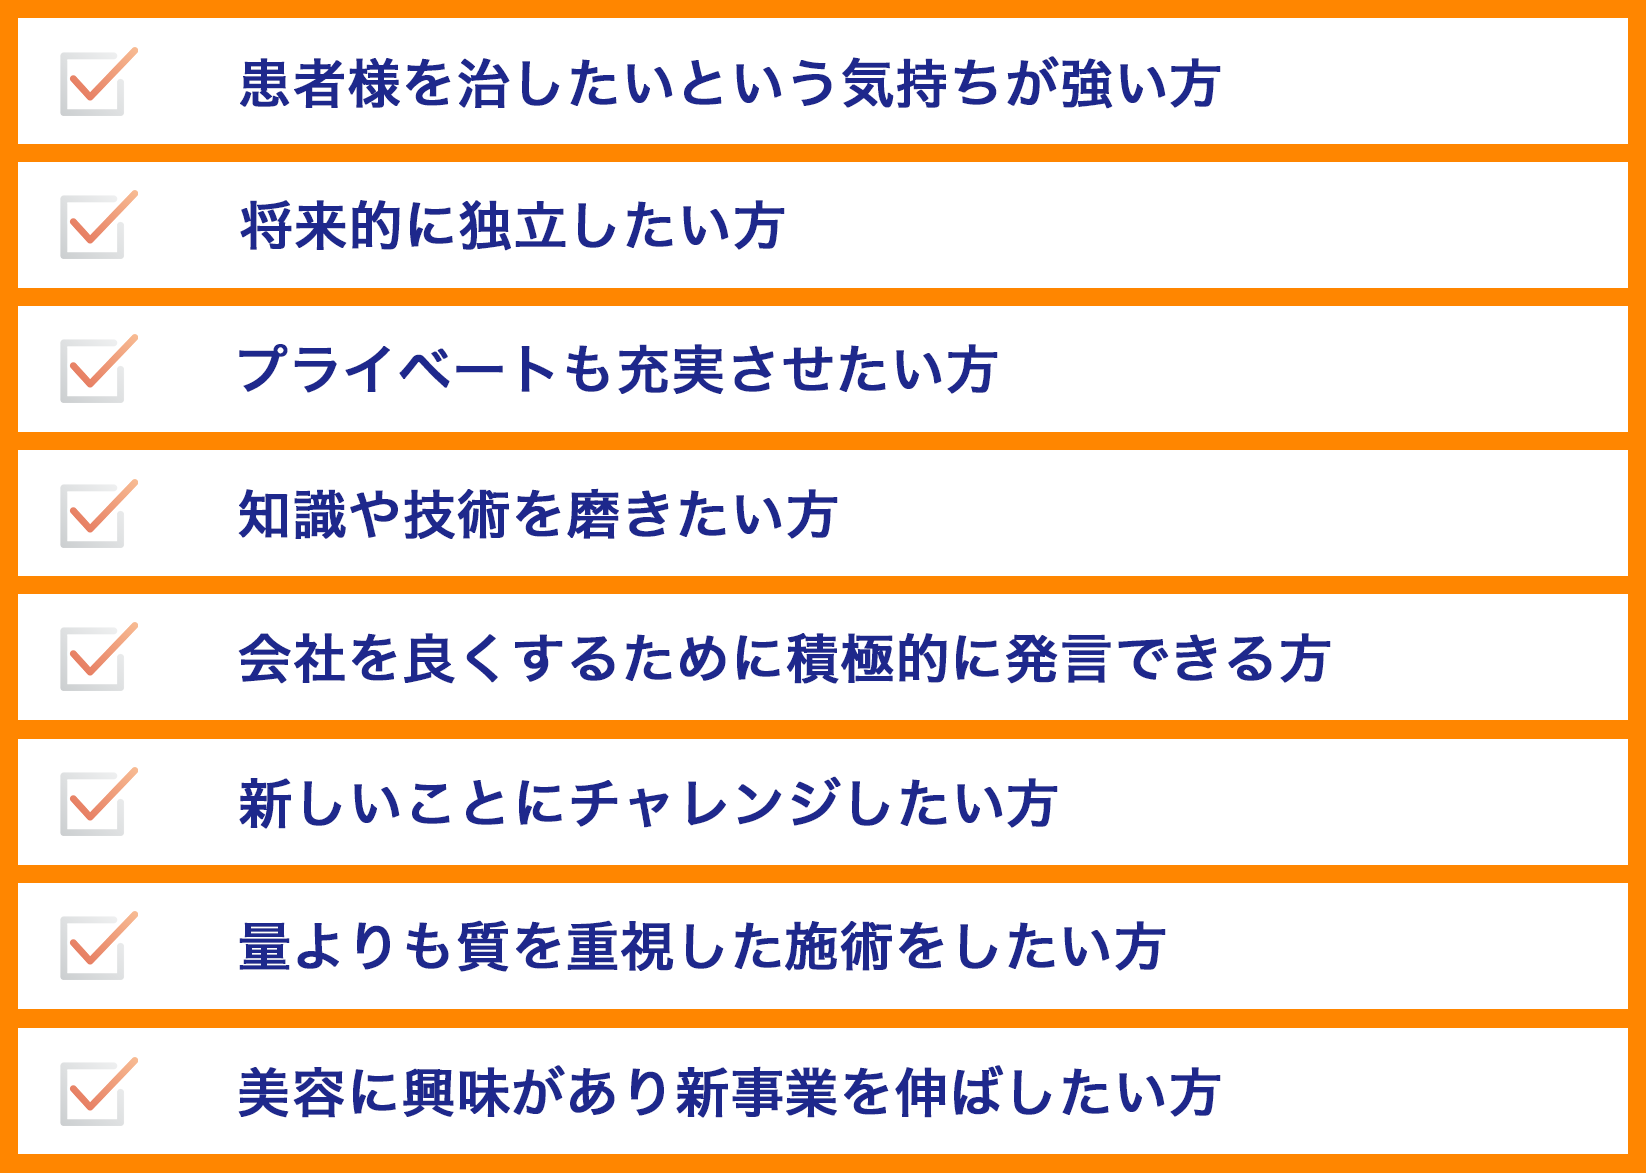 患者様を治したいという気持ちが強い方
将来的に独立したい方
プライベートも充実させたい方
知識や技術を磨きたい方
会社を良くするために積極的に発言できる方
新しいことにチャレンジしたい方
量よりも質を重視した施術をしたい方
美容に興味があり新事業を伸ばしたい方